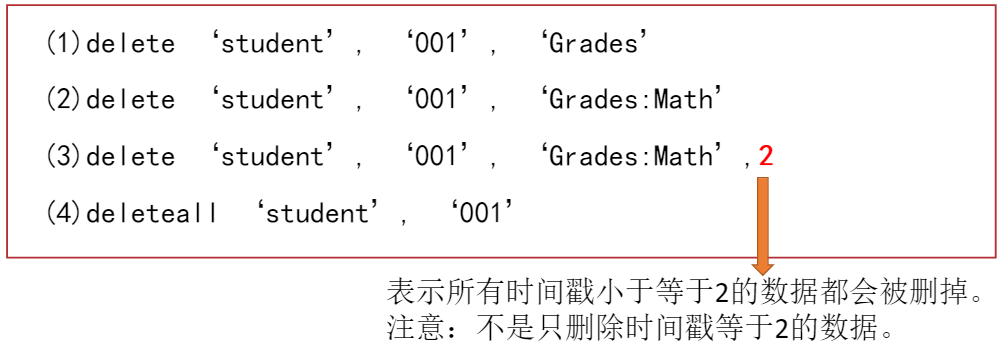 (1)delete ‘student’, ‘001’, ‘Grades’
(2)delete ‘student’, ‘001’, ‘Grades:Math’
(3)delete ‘student’, ‘001’, ‘Grades:Math’,2
(4)deleteall ‘student’, ‘001’
表示所有时间戳小于等于2的数据都会被删掉。
注意：不是只删除时间戳等于2的数据。